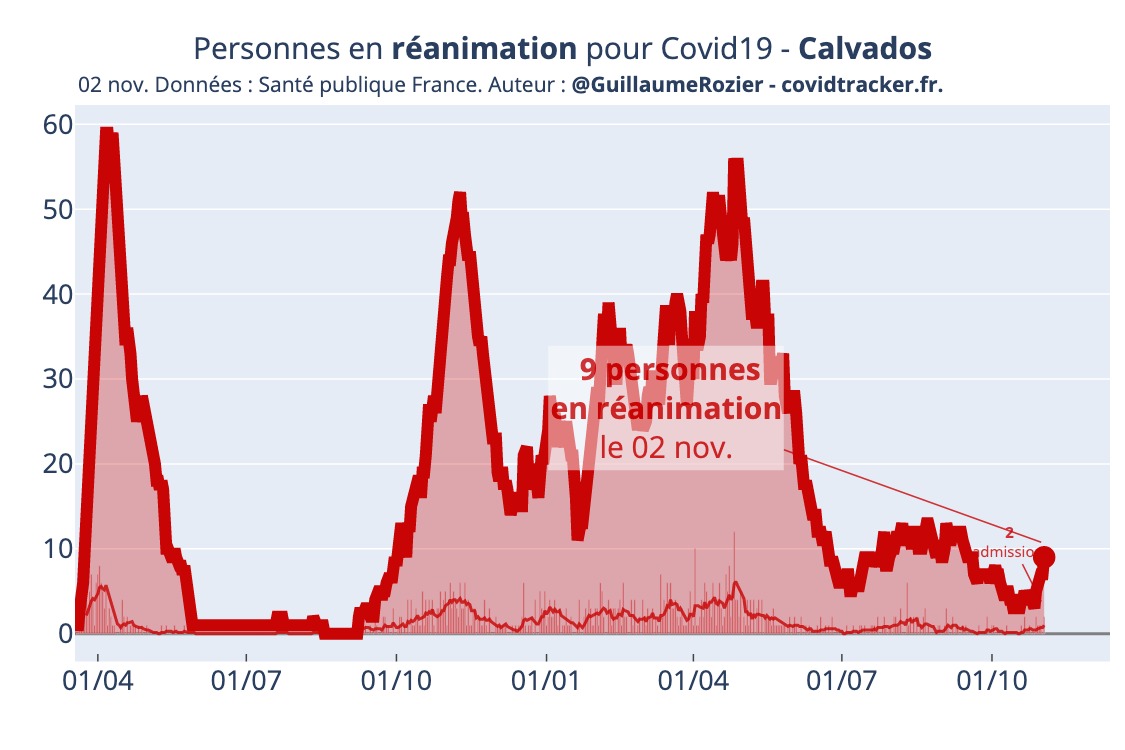 Personnes en réanimation pour Covid19 - Calvados
02 nov. Données : Santé publique France. Auteur : @GuillaumeRozier - covidtracker.fr.
60
50
40
30
20
10
0
9 personnes
en réanimation
le 02 nov.
2
admissio
01/04
01/07
01/10
01/01
01/04
01/07
01/10